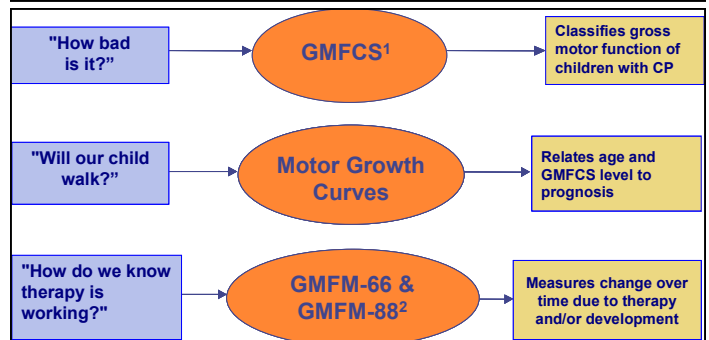 "How bad
is it?”
GMFCS¹
Classifies gross
motor function of
children with CP
"Will our child
walk?”
Motor Growth
Curves
Relates age and
GMFCS level to
prognosis
"How do we know
therapy is
working?"
GMFM-66 &
GMFM-88²
Measures change over
time due to therapy
and/or development